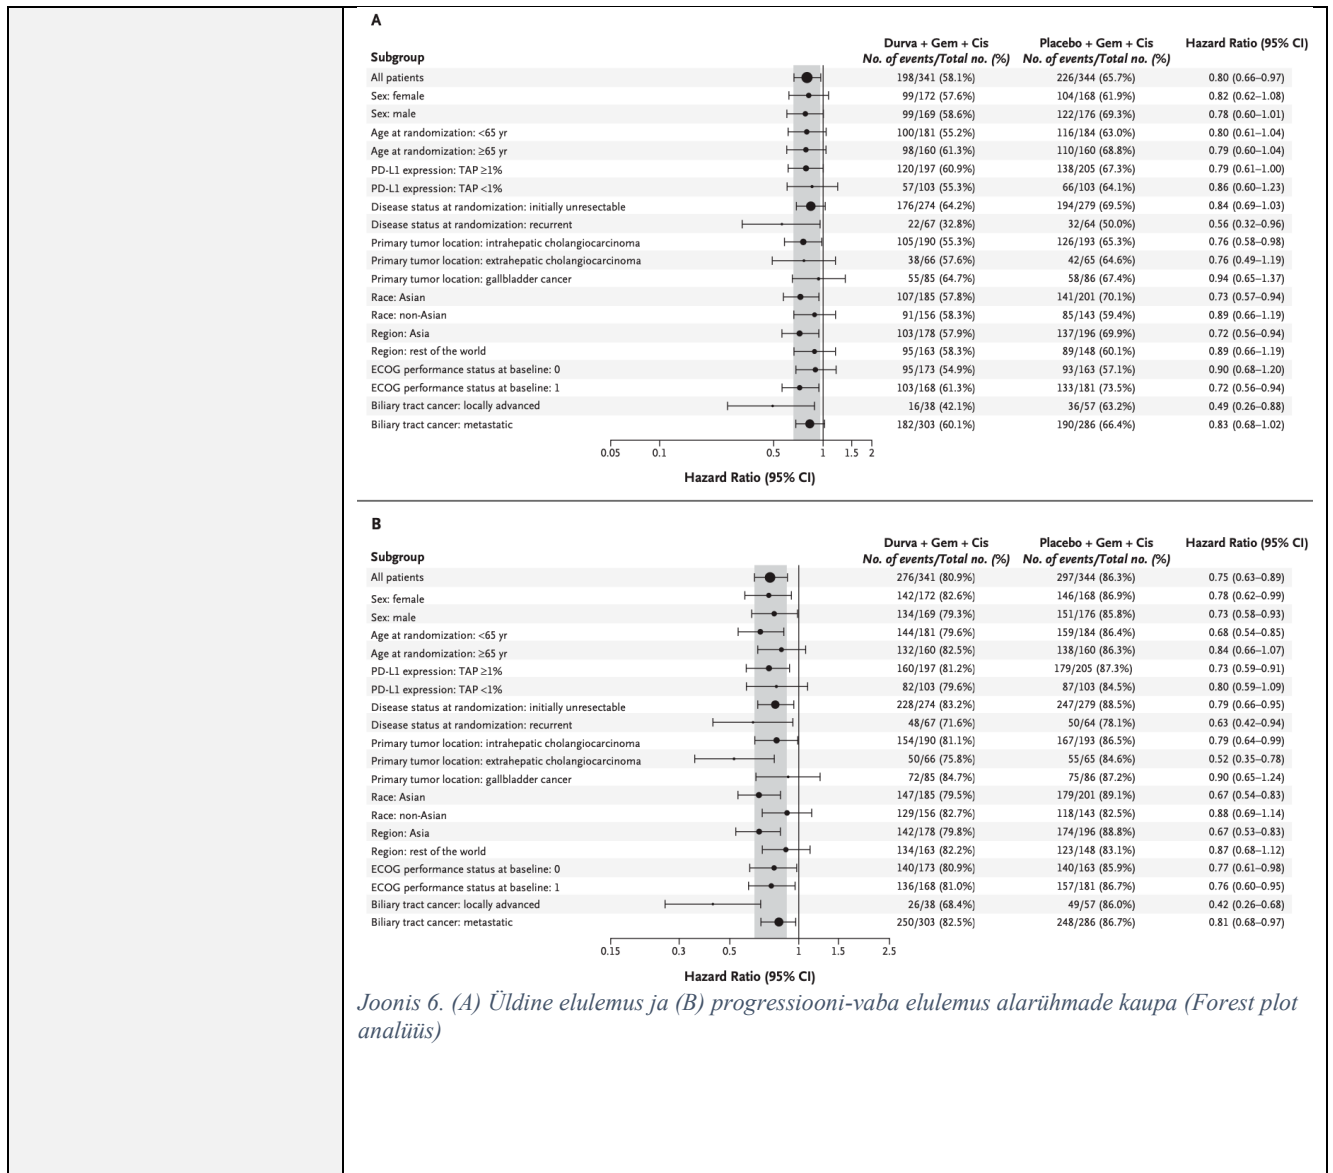 A
Durva + Gem + Cis Placebo + Gem + Cis Hazard Ratio (95% CI)
Subgroup No. of events/Total no. (%) No. of events/Total no. (%)
All patients 198/341 (58.1%) 226/344 (65.7%) 0.80 (0.66–0.97)
Sex: female 99/172 (57.6%) 104/168 (61.9%) 0.82 (0.62–1.08)
Sex: male 99/169 (58.6%) 122/176 (69.3%) 0.78 (0.60–1.01)
Age at randomization: <65 yr 100/181 (55.2%) 116/184 (63.0%) 0.80 (0.61–1.04)
Age at randomization: ≥65 yr 98/160 (61.3%) 110/160 (68.8%) 0.79 (0.60–1.04)
PD-L1 expression: TAP ≥1% 120/197 (60.9%) 138/205 (67.3%) 0.79 (0.61–1.00)
PD-L1 expression: TAP <1% 57/103 (55.3%) 66/103 (64.1%) 0.86 (0.60–1.23)
Disease status at randomization: initially unresectable 176/274 (64.2%) 194/279 (69.5%) 0.84 (0.69–1.03)
Disease status at randomization: recurrent 22/67 (32.8%) 32/64 (50.0%) 0.56 (0.32–0.96)
Primary tumor location: intrahepatic cholangiocarcinoma 105/190 (55.3%) 126/193 (65.3%) 0.76 (0.58–0.98)
Primary tumor location: extrahepatic cholangiocarcinoma 38/66 (57.6%) 42/65 (64.6%) 0.76 (0.49–1.19)
Primary tumor location: gallbladder cancer 55/85 (64.7%) 58/86 (67.4%) 0.94 (0.65–1.37)
Race: Asian 107/185 (57.8%) 141/201 (70.1%) 0.73 (0.57–0.94)
Race: non-Asian 91/156 (58.3%) 85/143 (59.4%) 0.89 (0.66–1.19)
Region: Asia 103/178 (57.9%) 137/196 (69.9%) 0.72 (0.56–0.94)
Region: rest of the world 95/163 (58.3%) 89/148 (60.1%) 0.89 (0.66–1.19)
ECOG performance status at baseline: 0 95/173 (54.9%) 93/163 (57.1%) 0.90 (0.68–1.20)
ECOG performance status at baseline: 1 103/168 (61.3%) 133/181 (73.5%) 0.72 (0.56–0.94)
Biliary tract cancer: locally advanced 16/38 (42.1%) 36/57 (63.2%) 0.49 (0.26–0.88)
Biliary tract cancer: metastatic 182/303 (60.1%) 190/286 (66.4%) 0.83 (0.68–1.02)
0.05 0.1 0.5 1 1.5 2
Hazard Ratio (95% CI)
B
Durva + Gem + Cis Placebo + Gem + Cis Hazard Ratio (95% CI)
Subgroup No. of events/Total no. (%) No. of events/Total no. (%)
All patients 276/341 (80.9%) 297/344 (86.3%) 0.75 (0.63–0.89)
Sex: female 142/172 (82.6%) 146/168 (86.9%) 0.78 (0.62–0.99)
Sex: male 134/169 (79.3%) 151/176 (85.8%) 0.73 (0.58–0.93)
Age at randomization: <65 yr 144/181 (79.6%) 159/184 (86.4%) 0.68 (0.54–0.85)
Age at randomization: ≥65 yr 132/160 (82.5%) 138/160 (86.3%) 0.84 (0.66–1.07)
PD-L1 expression: TAP ≥1% 160/197 (81.2%) 179/205 (87.3%) 0.73 (0.59–0.91)
PD-L1 expression: TAP <1% 82/103 (79.6%) 87/103 (84.5%) 0.80 (0.59–1.09)
Disease status at randomization: initially unresectable 228/274 (83.2%) 247/279 (88.5%) 0.79 (0.66–0.95)
Disease status at randomization: recurrent 48/67 (71.6%) 50/64 (78.1%) 0.63 (0.42–0.94)
Primary tumor location: intrahepatic cholangiocarcinoma 154/190 (81.1%) 167/193 (86.5%) 0.79 (0.64–0.99)
Primary tumor location: extrahepatic cholangiocarcinoma 50/66 (75.8%) 55/65 (84.6%) 0.52 (0.35–0.78)
Primary tumor location: gallbladder cancer 72/85 (84.7%) 75/86 (87.2%) 0.90 (0.65–1.24)
Race: Asian 147/185 (79.5%) 179/201 (89.1%) 0.67 (0.54–0.83)
Race: non-Asian 129/156 (82.7%) 118/143 (82.5%) 0.88 (0.69–1.14)
Region: Asia 142/178 (79.8%) 174/196 (88.8%) 0.67 (0.53–0.83)
Region: rest of the world 134/163 (82.2%) 123/148 (83.1%) 0.87 (0.68–1.12)
ECOG performance status at baseline: 0 140/173 (80.9%) 140/163 (85.9%) 0.77 (0.61–0.98)
ECOG performance status at baseline: 1 136/168 (81.0%) 157/181 (86.7%) 0.76 (0.60–0.95)
Biliary tract cancer: locally advanced 26/38 (68.4%) 49/57 (86.0%) 0.42 (0.26–0.68)
Biliary tract cancer: metastatic 250/303 (82.5%) 248/286 (86.7%) 0.81 (0.68–0.97)
0.15 0.3 0.5 1 1.5 2.5
Hazard Ratio (95% CI)
Joonis 6. (A) Üldine elulemus ja (B) progressiooni-vaba elulemus alarühmade kaupa (Forest plot
analüüs)